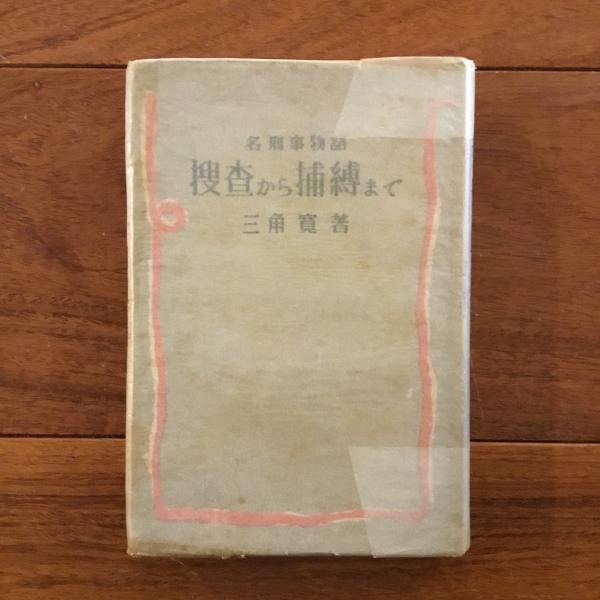 名刑事物語
捜査から捕縛まで
三角寛著